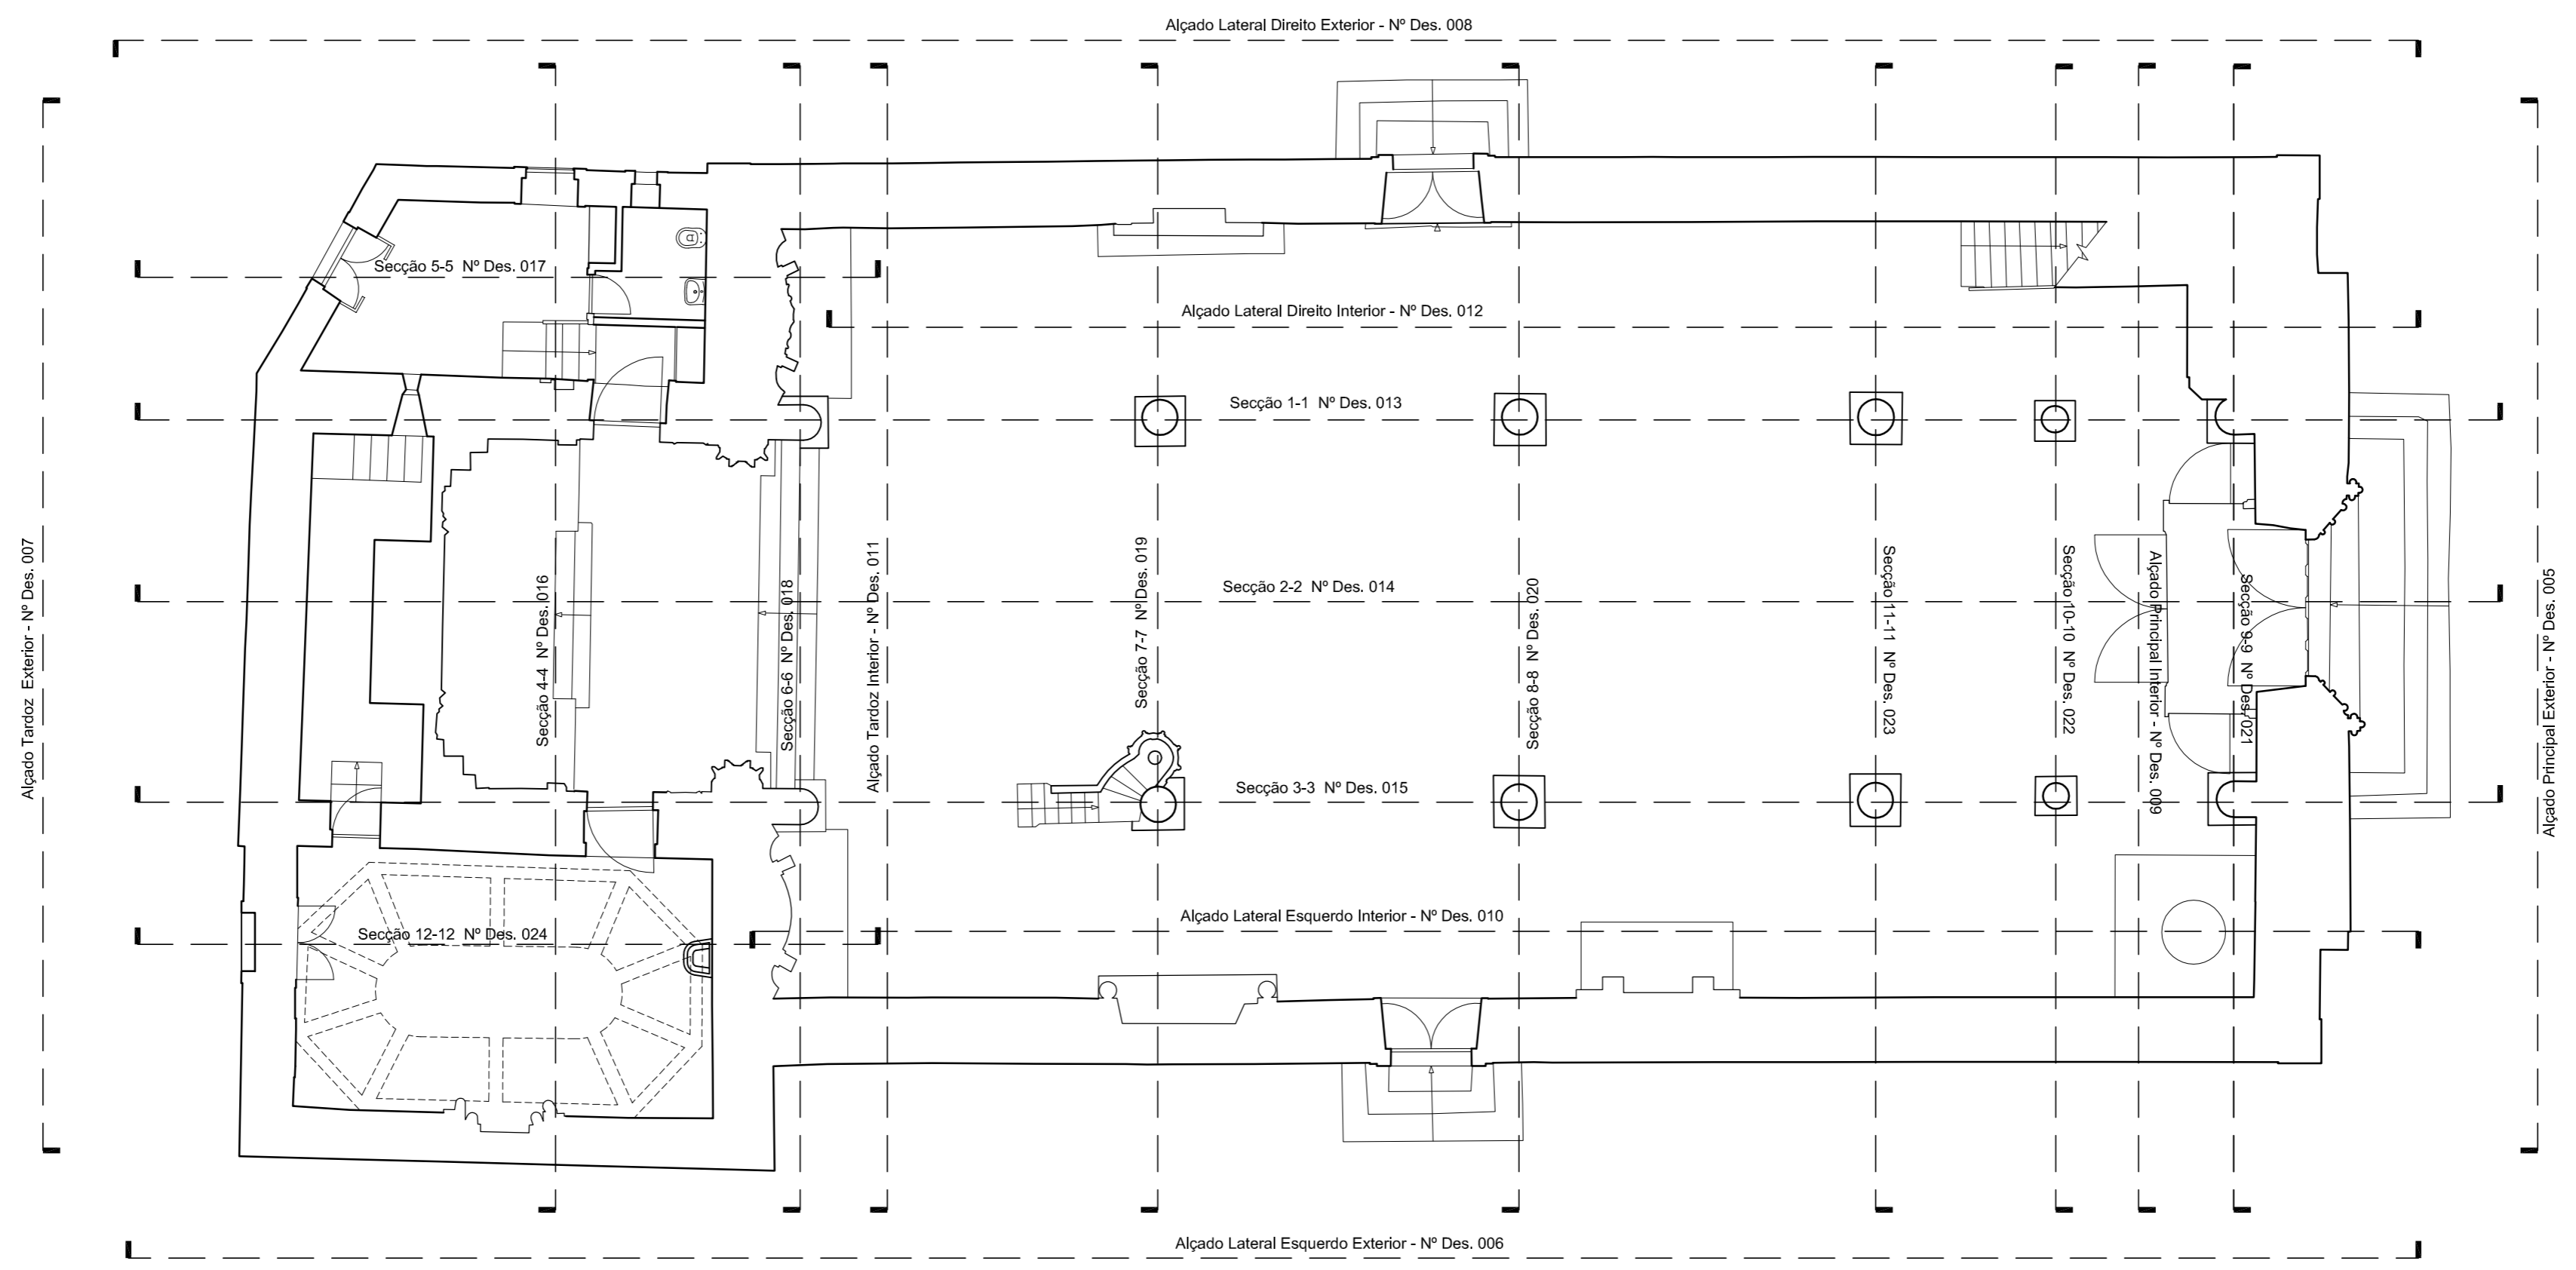 Alçado Lateral Direito Exterior - Nº Des. 008
Secção 5-5 Nº Des. 017
Alçado Lateral Direito Interior - Nº Des. 012
Secção 1-1 Nº Des. 013
Alçado Tardoz Exterior - Nº Des. 007
Secção 4-4 Nº Des. 016
Secção 6-6 Nº Des. 018
Alçado Tardoz Interior - Nº Des. 011
Secção 7-7 Nº Des. 019
Secção 2-2 Nº Des. 014
Secção 8-8 Nº Des. 020
Secção 11-11 Nº Des. 023
Secção 10-10 Nº Des. 022
Alçado Principal Interior - Nº Des. 009
Secção 9-9 Nº Des. 021
Alçado Principal Exterior - Nº Des. 005
Secção 3-3 Nº Des. 015
Alçado Lateral Esquerdo Interior - Nº Des. 010
Secção 12-12 Nº Des. 024
Alçado Lateral Esquerdo Exterior - Nº Des. 006